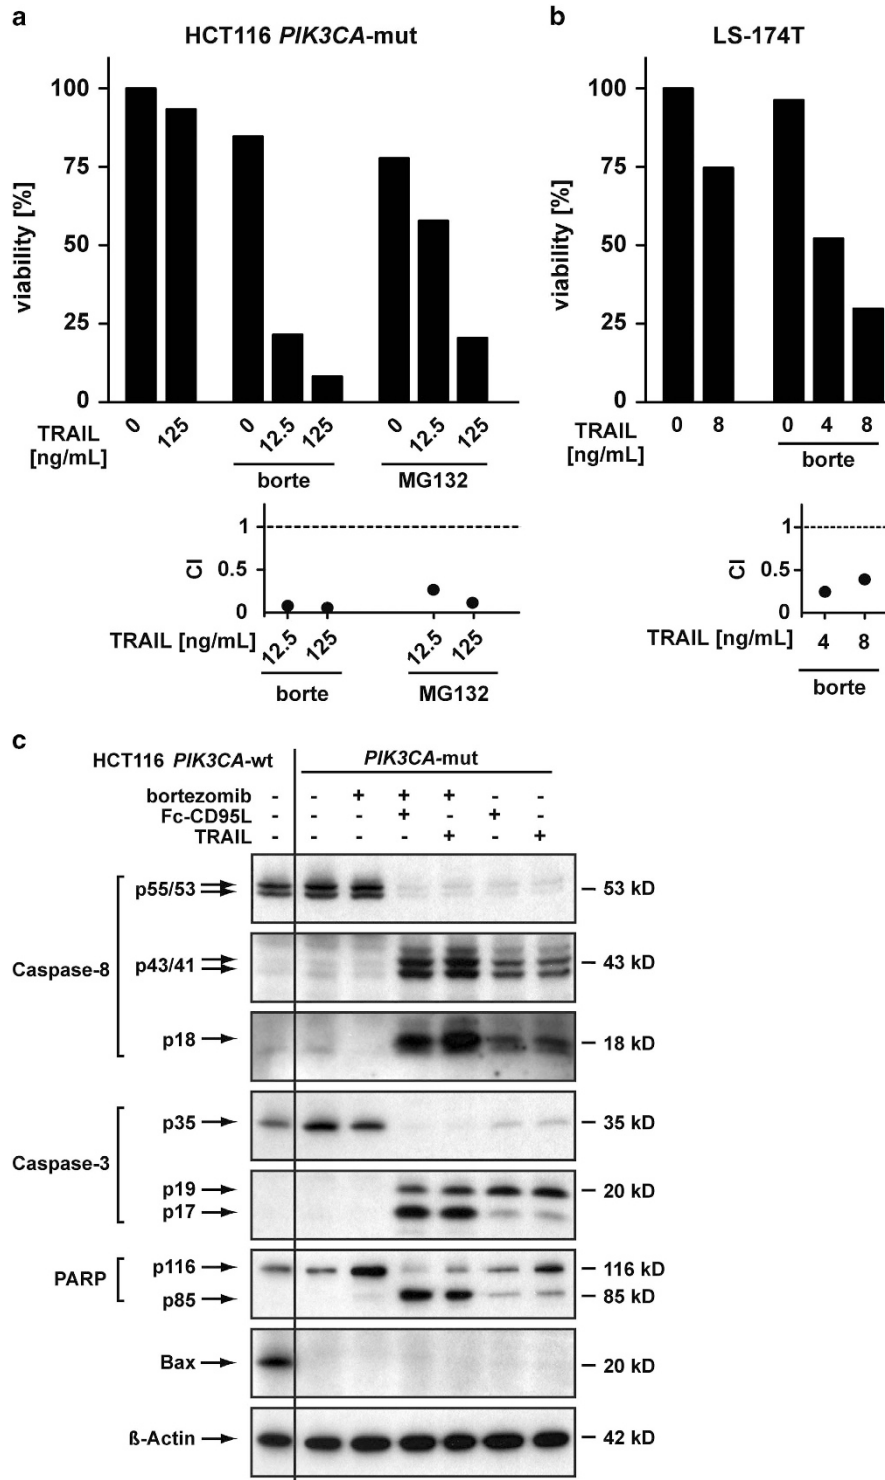 a
HCT116 PIK3CA-mut
100
75
50
25
0
viability [%]
TRAIL
[ng/mL]
0 125 0 12.5 125 0 12.5 125
borte MG132
1
0.5
0
CI
TRAIL [ng/mL] 12.5 125 12.5 125
borte MG132
b
LS-174T
100
75
50
25
0
viability [%]
TRAIL
[ng/mL]
0 8 0 4 8
borte
1
0.5
0
CI
TRAIL [ng/mL] 4 8
borte
c
HCT116 PIK3CA-wt PIK3CA-mut
bortezomib - - + + + - -
Fc-CD95L - - - + - + -
TRAIL - - - - + - +
Caspase-8
p55/53 53 kD
p43/41 43 kD
p18 18 kD
Caspase-3
p35 35 kD
p19 20 kD
p17
PARP
p116 116 kD
p85 85 kD
Bax 20 kD
ß-Actin 42 kD